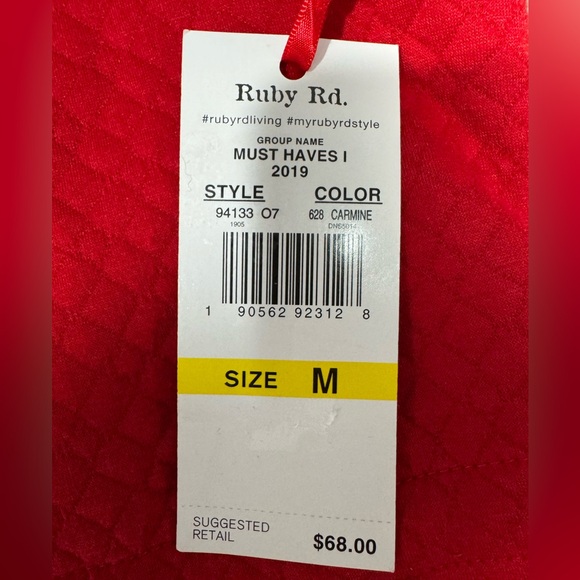 Ruby Rd.
#rubyrdliving #myrubyrdstyle
GROUP NAME
MUST HAVES I
2019
STYLE COLOR
94133 O7 628 CARMINE
1905
1 90562 92312 8
SIZE M
SUGGESTED
RETAIL $68.00